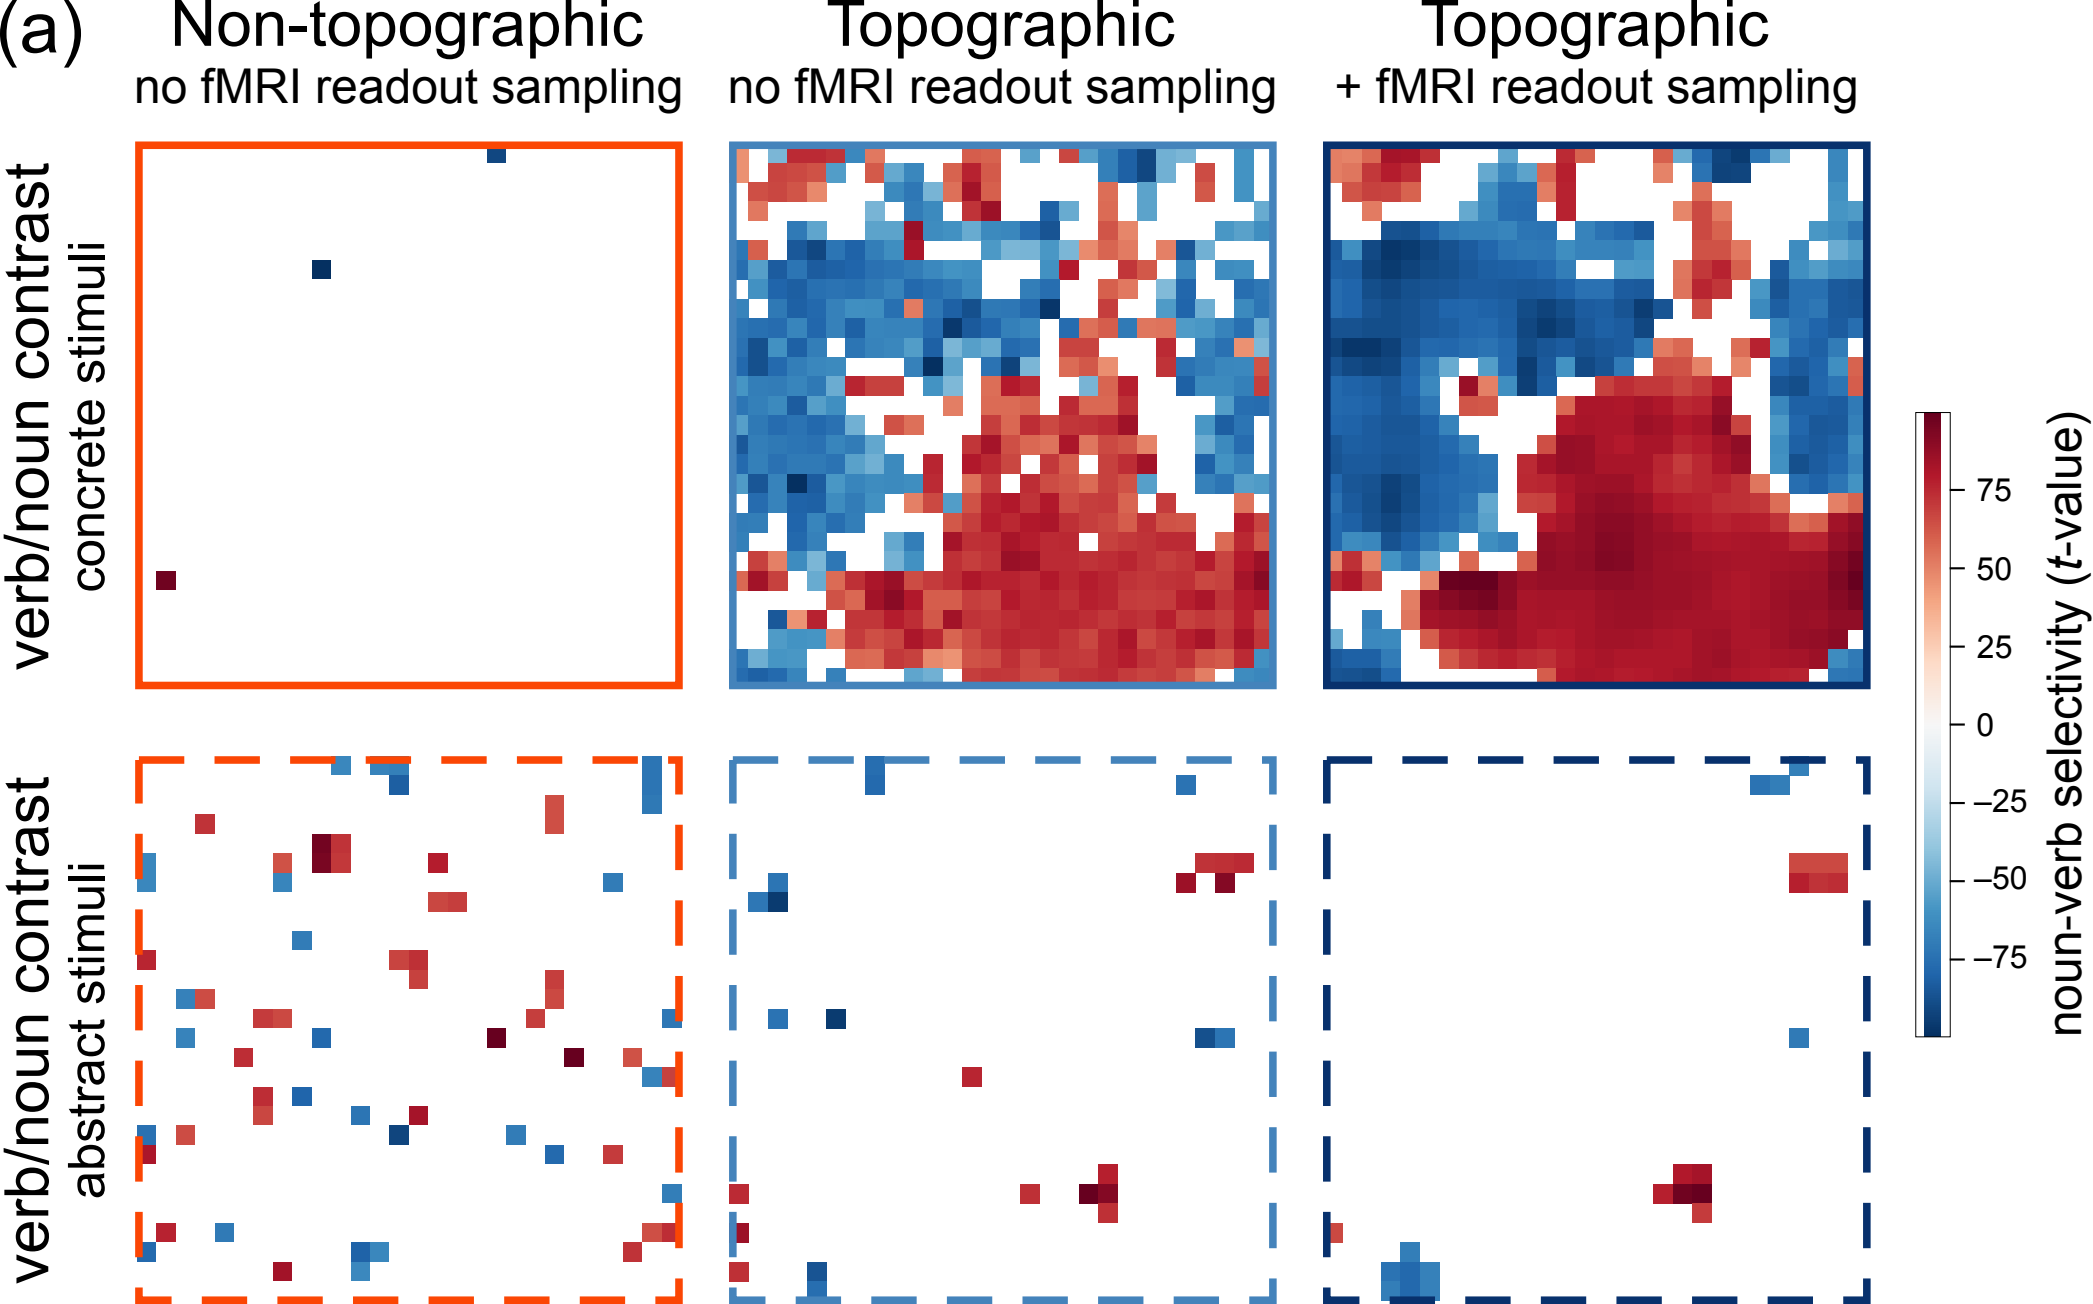 (a)
Non-topographic
no fMRI readout sampling
Topographic
no fMRI readout sampling
Topographic
+ fMRI readout sampling
verb/noun contrast
concrete stimuli
verb/noun contrast
abstract stimuli
75
50
25
0
−25
−50
−75
noun-verb selectivity (t-value)